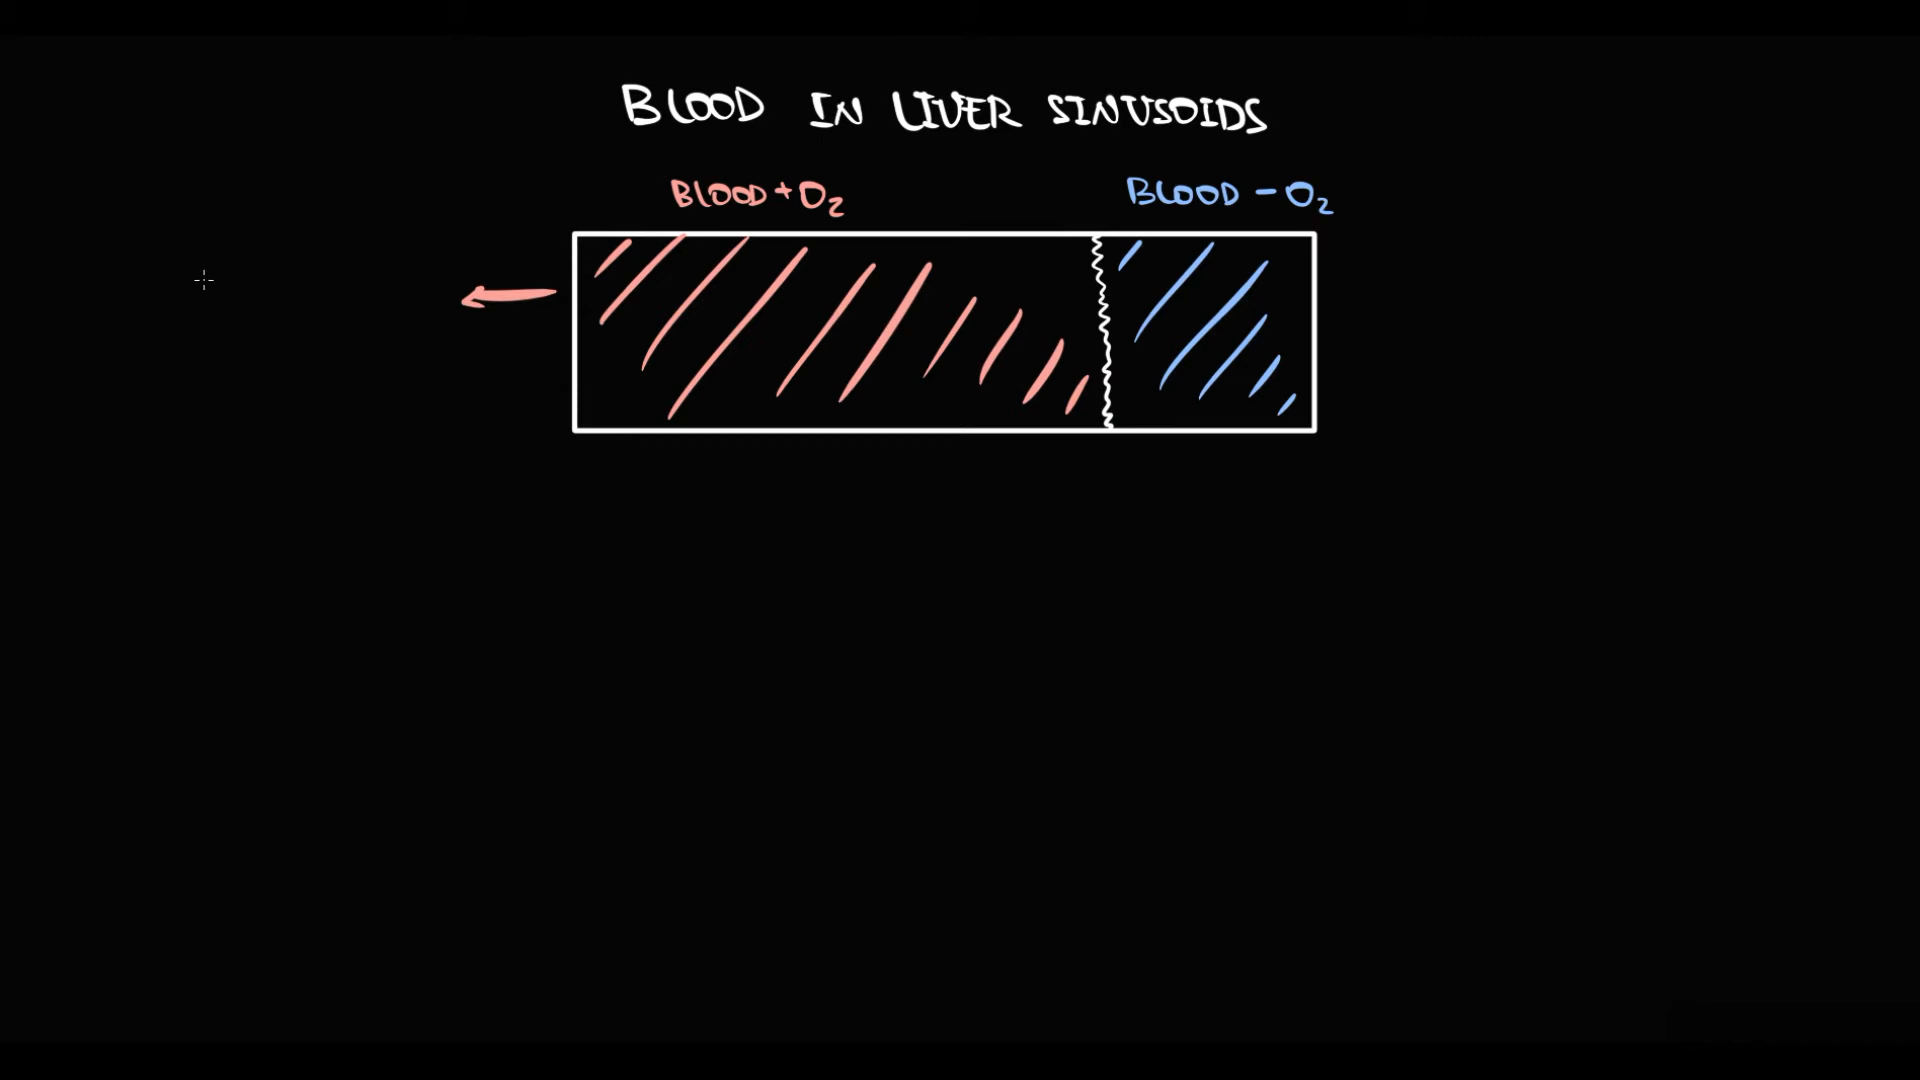 BLOOD IN LIVER SINUSOIDS
BLOOD + O₂ BLOOD - O₂